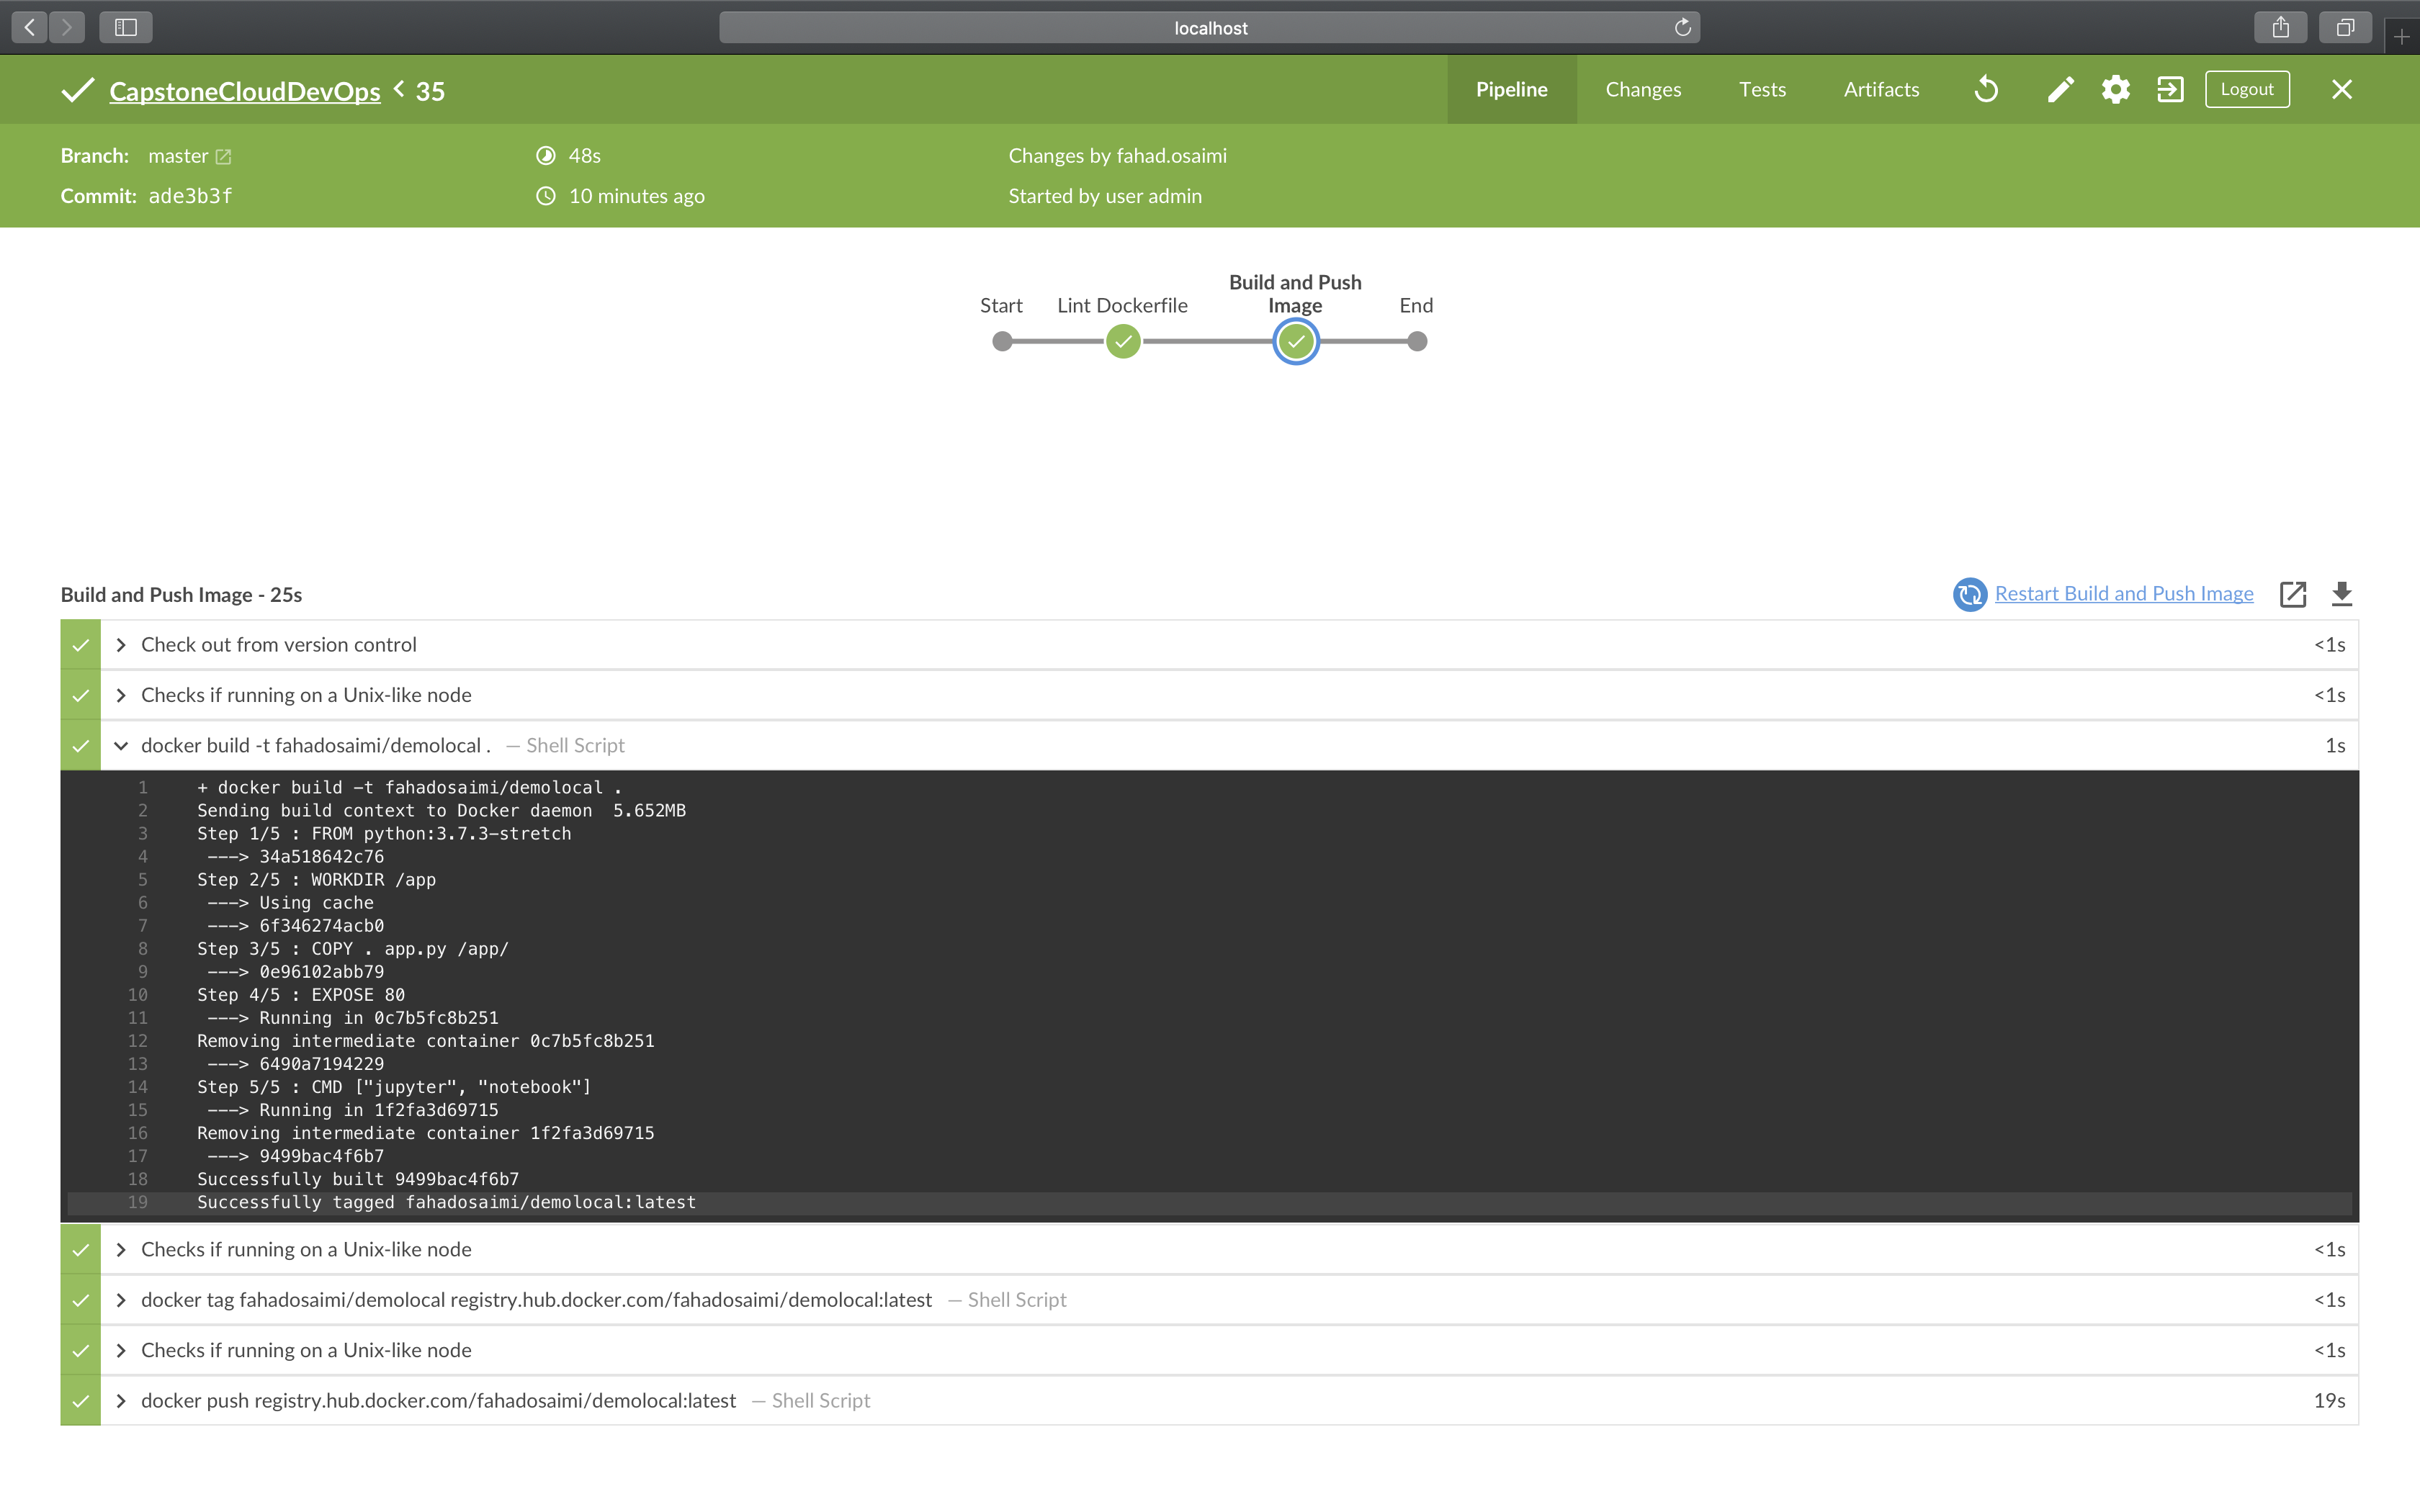 localhost
CapstoneCloudDevOps < 35
Pipeline Changes Tests Artifacts Logout
Branch: master 48s Changes by fahad.osaimi
Commit: ade3b3f 10 minutes ago Started by user admin
Start Lint Dockerfile Build and Push Image End
Build and Push Image - 25s Restart Build and Push Image
Check out from version control <1s
Checks if running on a Unix-like node <1s
docker build -t fahadosaimi/demolocal . — Shell Script 1s
1 + docker build -t fahadosaimi/demolocal .
2 Sending build context to Docker daemon 5.652MB
3 Step 1/5 : FROM python:3.7.3-stretch
4 ---> 34a518642c76
5 Step 2/5 : WORKDIR /app
6 ---> Using cache
7 ---> 6f346274acb0
8 Step 3/5 : COPY . app.py /app/
9 ---> 0e96102abb79
10 Step 4/5 : EXPOSE 80
11 ---> Running in 0c7b5fc8b251
12 Removing intermediate container 0c7b5fc8b251
13 ---> 6490a7194229
14 Step 5/5 : CMD ["jupyter", "notebook"]
15 ---> Running in 1f2fa3d69715
16 Removing intermediate container 1f2fa3d69715
17 ---> 9499bac4f6b7
18 Successfully built 9499bac4f6b7
19 Successfully tagged fahadosaimi/demolocal:latest
Checks if running on a Unix-like node <1s
docker tag fahadosaimi/demolocal registry.hub.docker.com/fahadosaimi/demolocal:latest — Shell Script <1s
Checks if running on a Unix-like node <1s
docker push registry.hub.docker.com/fahadosaimi/demolocal:latest — Shell Script 19s